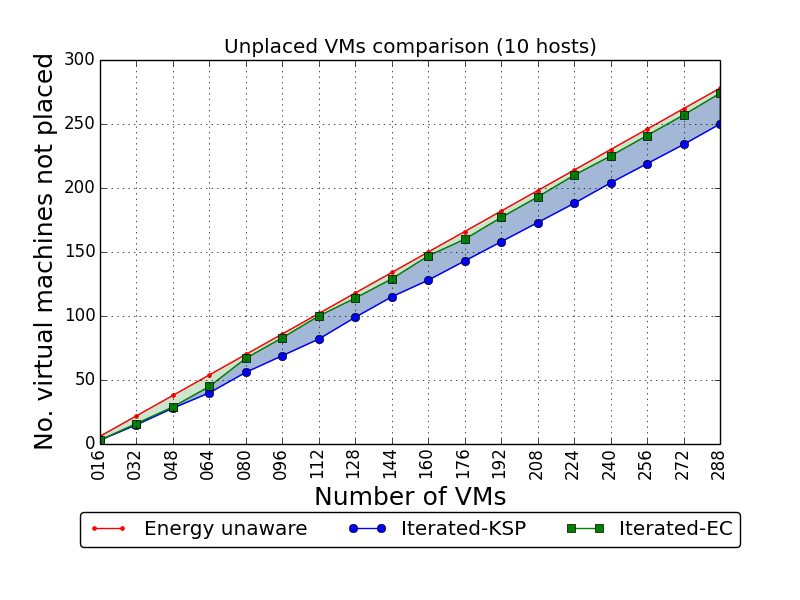 Unplaced VMs comparison (10 hosts)
No. virtual machines not placed
300
250
200
150
100
50
0
016 032 048 064 080 096 112 128 144 160 176 192 208 224 240 256 272 288
Number of VMs
Energy unaware Iterated-KSP Iterated-EC